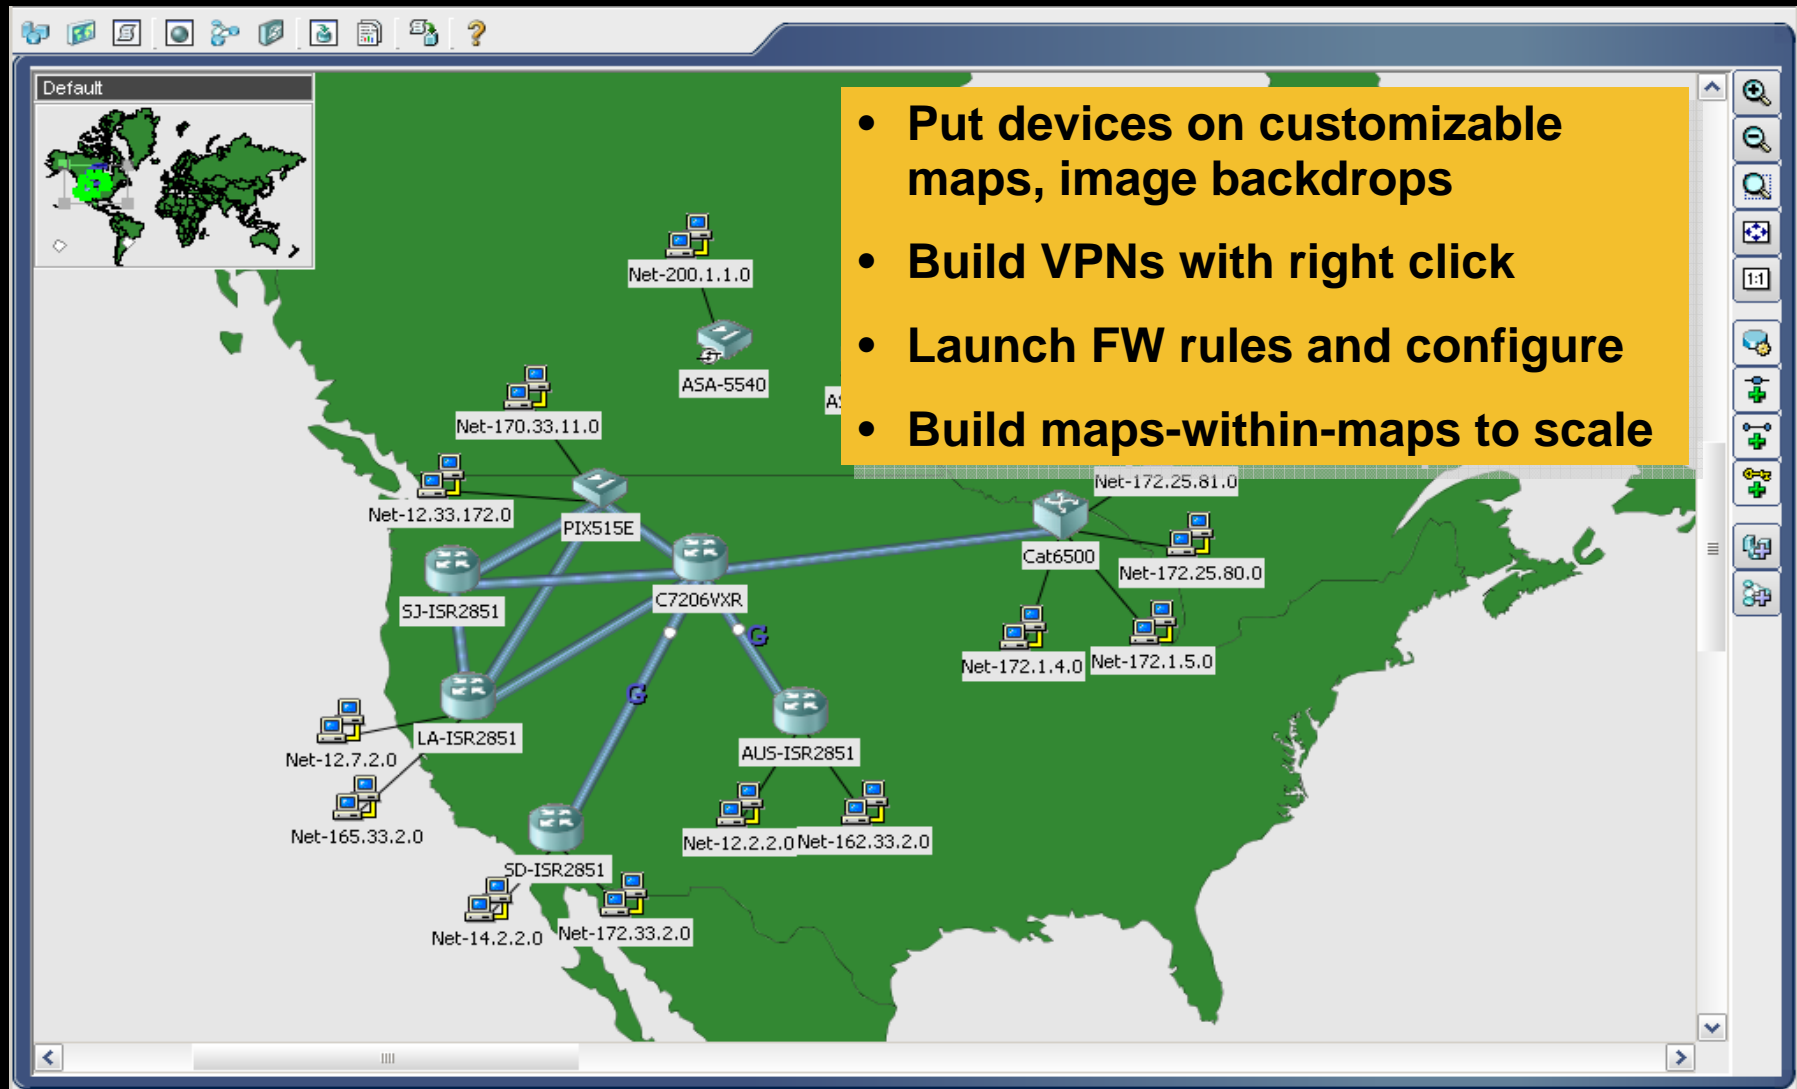 Default
• Put devices on customizable
maps, image backdrops
• Build VPNs with right click
• Launch FW rules and configure
• Build maps-within-maps to scale
1:1
Net-200.1.1.0
ASA-5540
Net-170.33.11.0
Net-12.33.172.0
PIX515E
Net-172.25.81.0
Cat6500
Net-172.25.80.0
SJ-ISR2851
C7206VXR
G
Net-172.1.4.0
Net-172.1.5.0
G
LA-ISR2851
AUS-ISR2851
Net-12.7.2.0
Net-165.33.2.0
Net-12.2.2.0
Net-162.33.2.0
SD-ISR2851
Net-14.2.2.0
Net-172.33.2.0